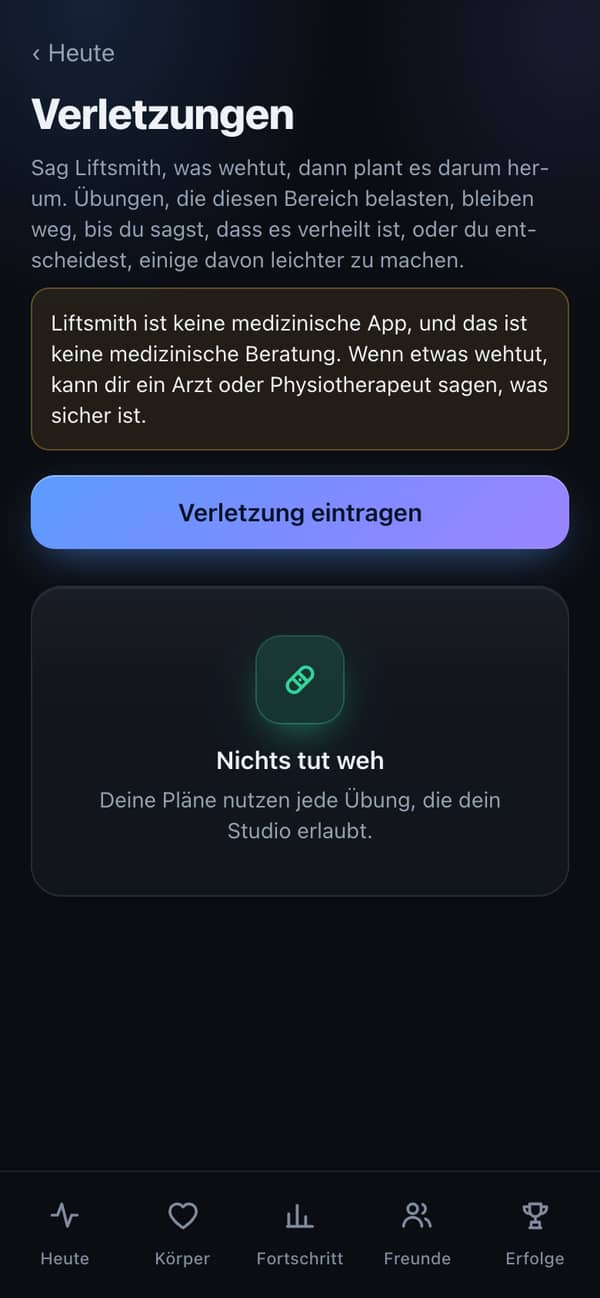 ‹ Heute
Verletzungen
Sag Liftsmith, was wehtut, dann plant es darum her-
um. Übungen, die diesen Bereich belasten, bleiben
weg, bis du sagst, dass es verheilt ist, oder du ent-
scheidest, einige davon leichter zu machen.
Liftsmith ist keine medizinische App, und das ist
keine medizinische Beratung. Wenn etwas wehtut,
kann dir ein Arzt oder Physiotherapeut sagen, was
sicher ist.
Verletzung eintragen
Nichts tut weh
Deine Pläne nutzen jede Übung, die dein
Studio erlaubt.
Heute Körper Fortschritt Freunde Erfolge